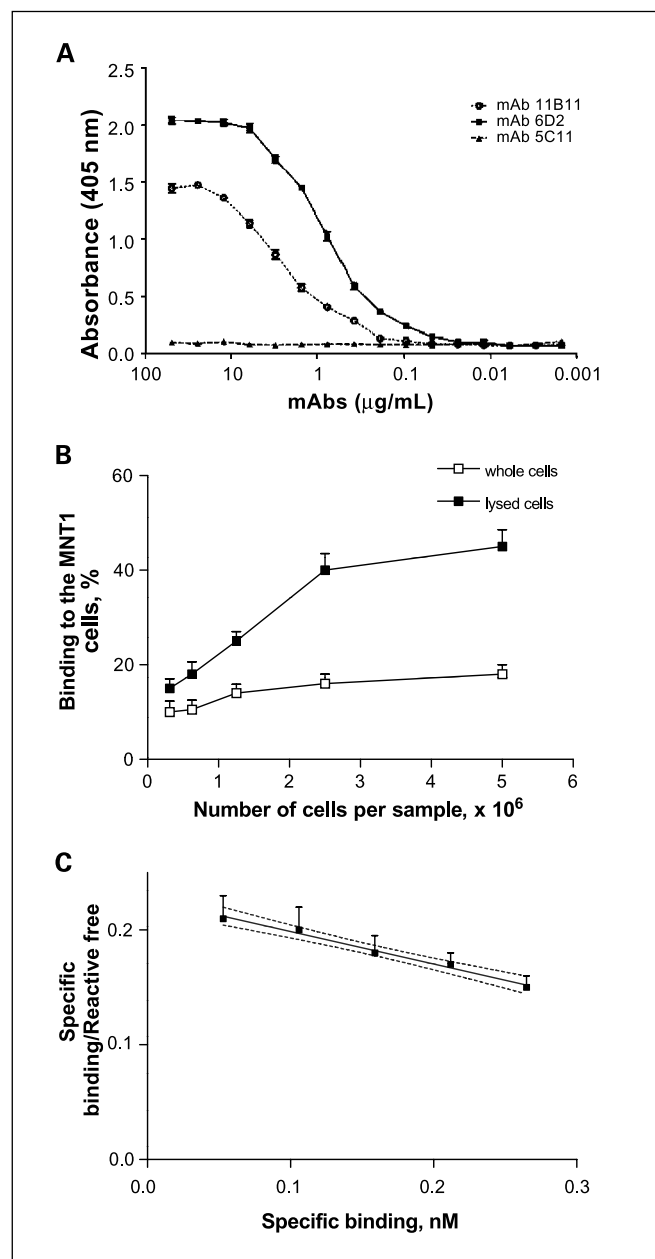 A
2.5
2.0
1.5
1.0
0.5
0.0
Absorbance (405 nm)
mAb 11B11
mAb 6D2
mAb 5C11
100 10 1 0.1 0.01 0.001
mAbs (μg/mL)
B
60
40
20
0
Binding to the MNT1
cells, %
whole cells
lysed cells
0 1 2 3 4 5 6
Number of cells per sample, x 10⁶
C
0.2
0.1
0.0
Specific
binding/Reactive free
0.0 0.1 0.2 0.3
Specific binding, nM